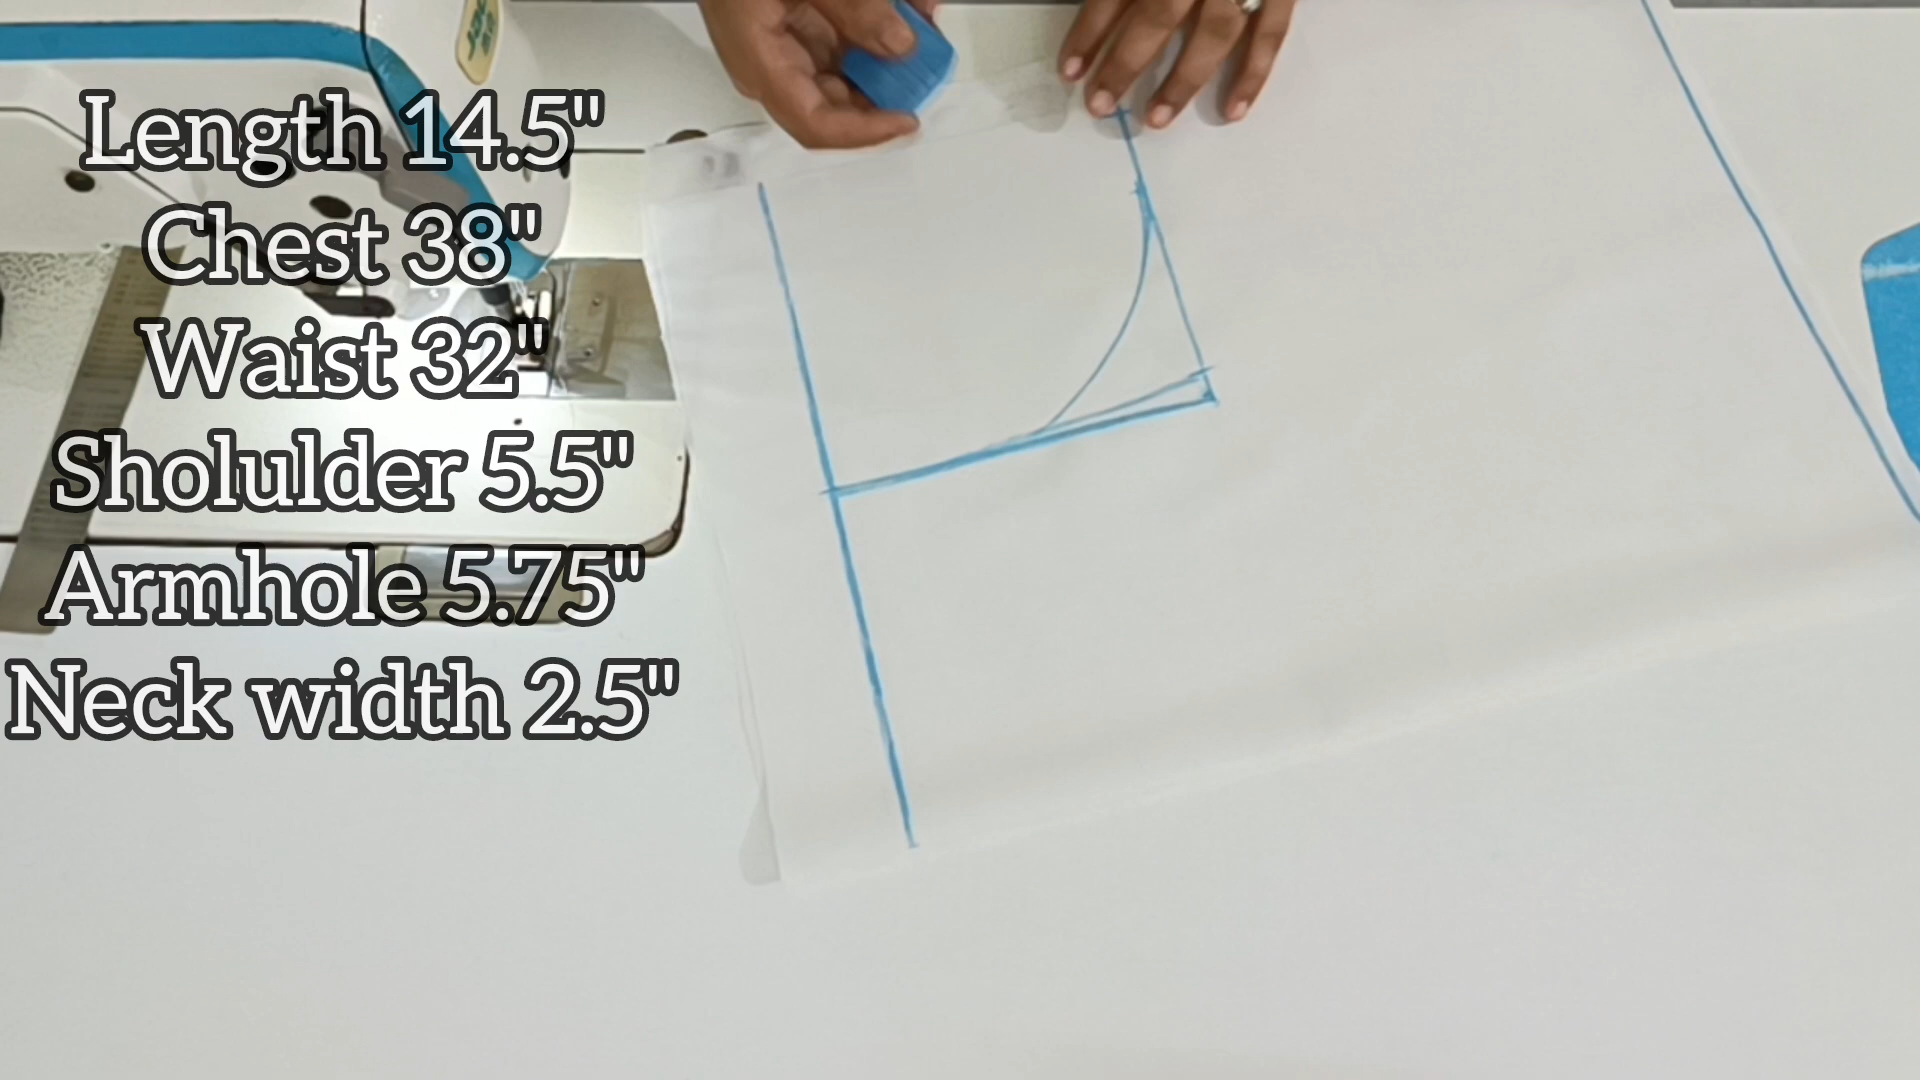 Length 14.5"
Chest 38"
Waist 32"
Sholulder 5.5"
Armhole 5.75"
Neck width 2.5"